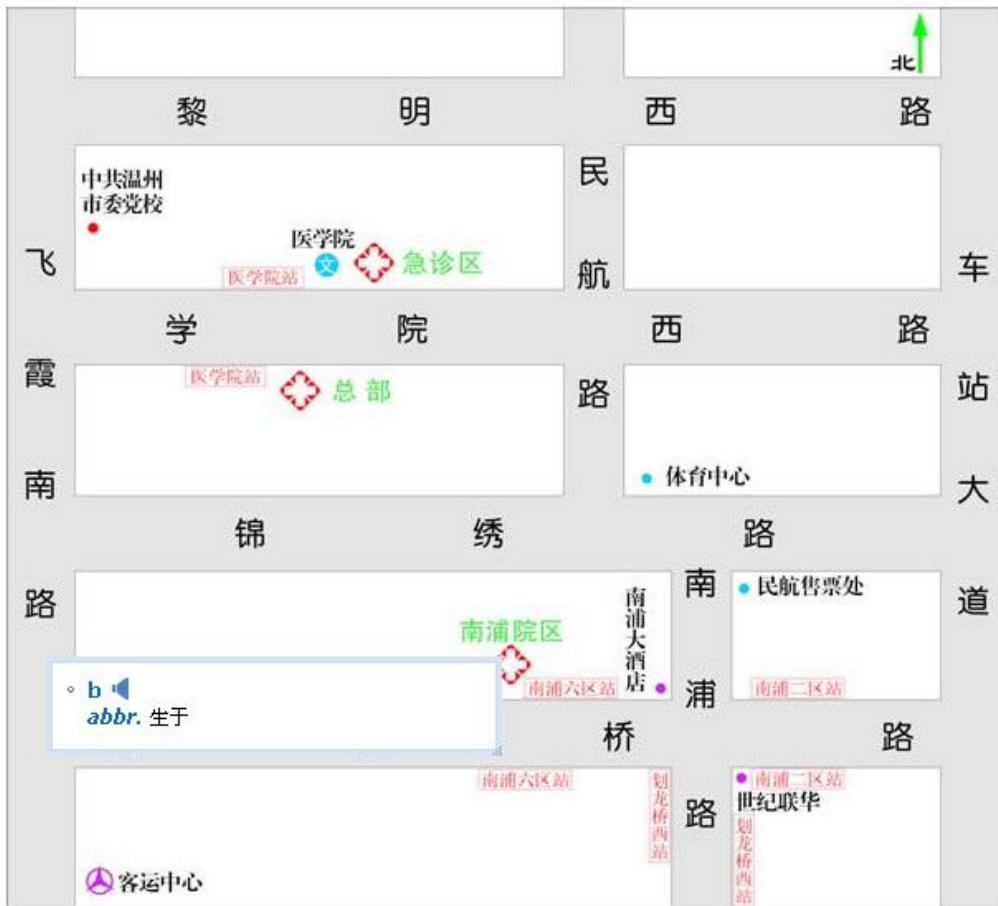 北
黎明西路
中共温州
市委党校
医学院
文
急诊区
医学院站
民航路
飞霞南路
车站大道
学院西路
医学院站
总部
体育中心
锦绣路
南浦路
民航售票处
南浦大酒店
南浦院区
南浦六区站
南浦二区站
b
abbr. 生于
桥路
南浦六区站
划龙桥西站
南浦二区站
世纪联华
划龙桥西站
客运中心